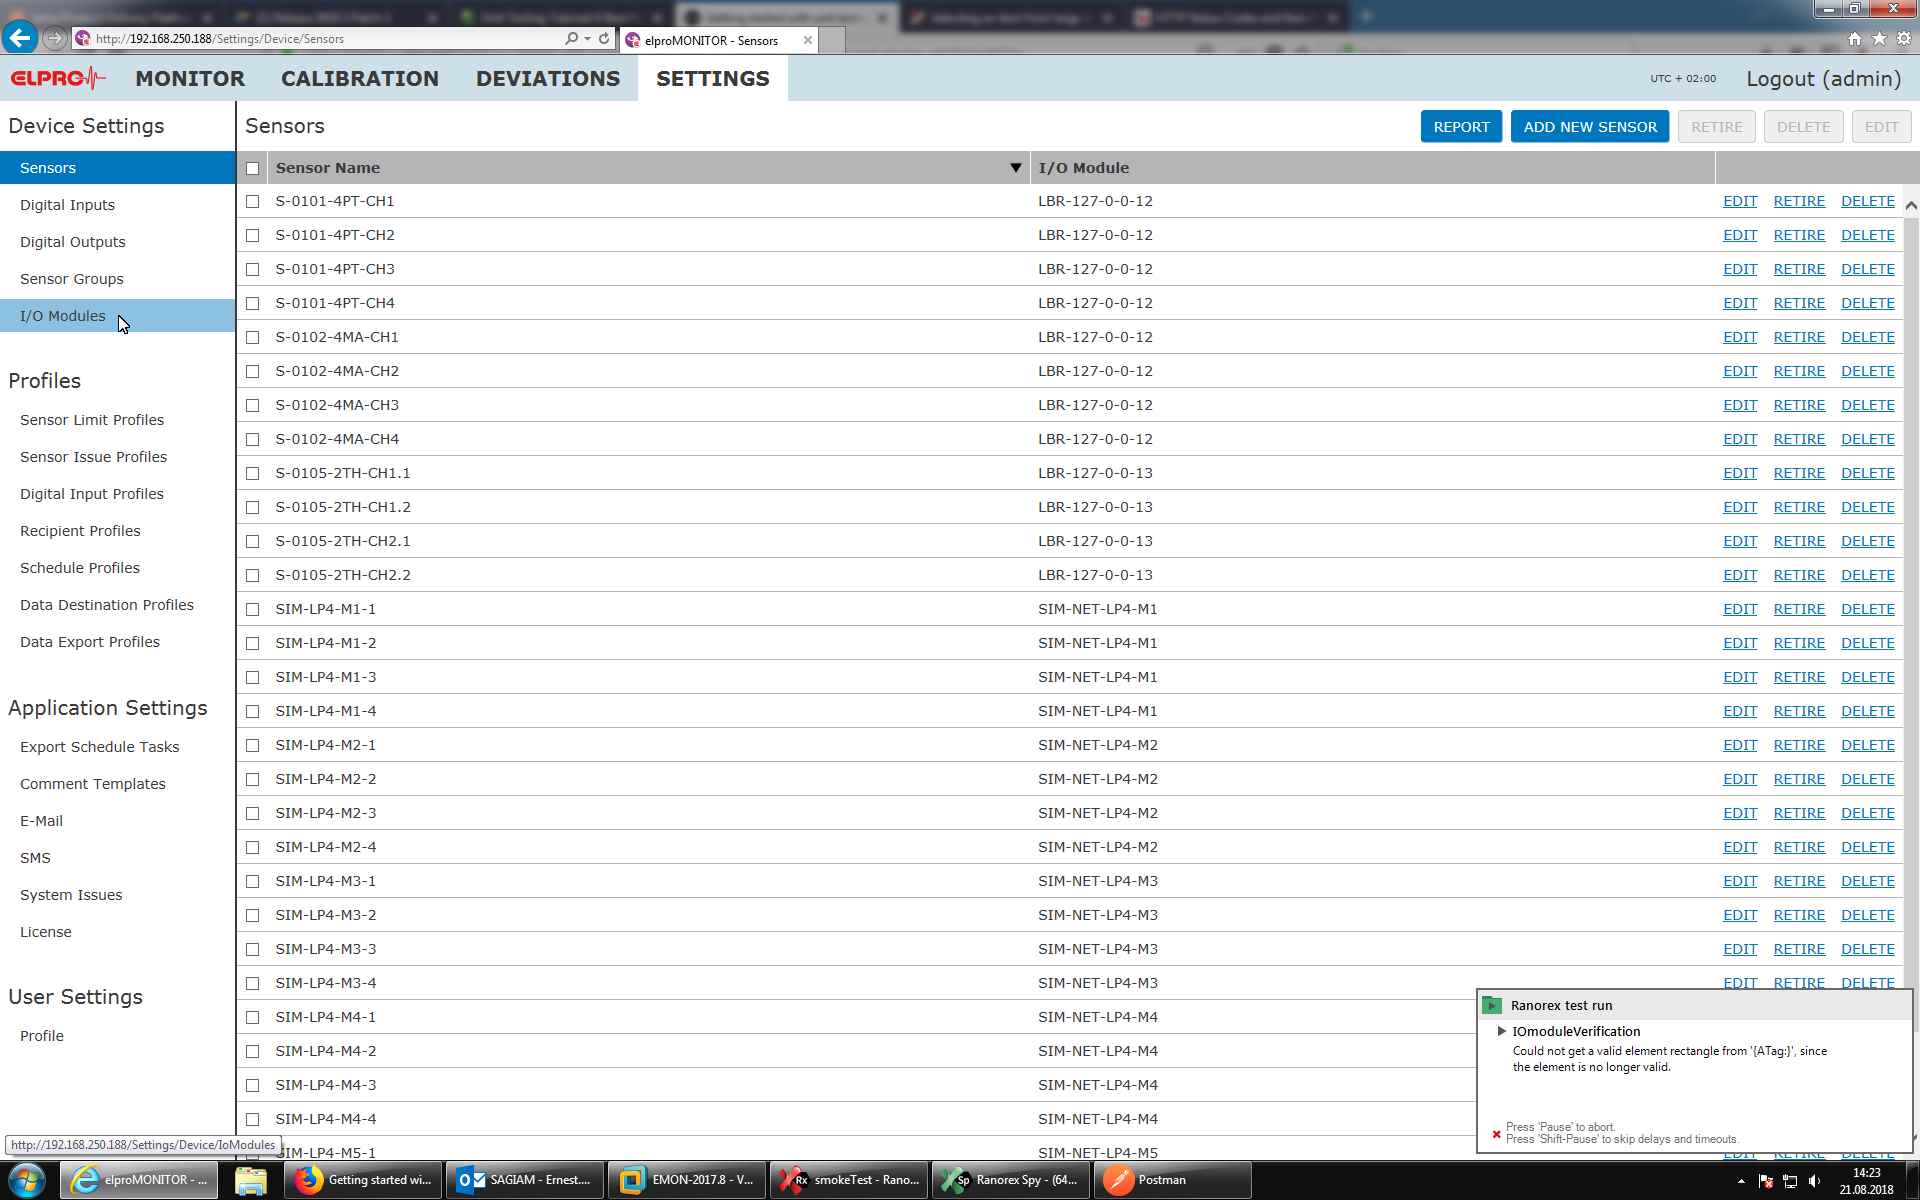 http://192.168.250.188/Settings/Device/Sensors
elproMONITOR - Sensors
ELPRO MONITOR CALIBRATION DEVIATIONS SETTINGS UTC + 02:00 Logout (admin)
Device Settings
Sensors
Digital Inputs
Digital Outputs
Sensor Groups
I/O Modules
Profiles
Sensor Limit Profiles
Sensor Issue Profiles
Digital Input Profiles
Recipient Profiles
Schedule Profiles
Data Destination Profiles
Data Export Profiles
Application Settings
Export Schedule Tasks
Comment Templates
E-Mail
SMS
System Issues
License
User Settings
Profile
http://192.168.250.188/Settings/Device/IoModules
Sensors REPORT ADD NEW SENSOR RETIRE DELETE EDIT
Sensor Name I/O Module
S-0101-4PT-CH1 LBR-127-0-0-12 EDIT RETIRE DELETE
S-0101-4PT-CH2 LBR-127-0-0-12 EDIT RETIRE DELETE
S-0101-4PT-CH3 LBR-127-0-0-12 EDIT RETIRE DELETE
S-0101-4PT-CH4 LBR-127-0-0-12 EDIT RETIRE DELETE
S-0102-4MA-CH1 LBR-127-0-0-12 EDIT RETIRE DELETE
S-0102-4MA-CH2 LBR-127-0-0-12 EDIT RETIRE DELETE
S-0102-4MA-CH3 LBR-127-0-0-12 EDIT RETIRE DELETE
S-0102-4MA-CH4 LBR-127-0-0-12 EDIT RETIRE DELETE
S-0105-2TH-CH1.1 LBR-127-0-0-13 EDIT RETIRE DELETE
S-0105-2TH-CH1.2 LBR-127-0-0-13 EDIT RETIRE DELETE
S-0105-2TH-CH2.1 LBR-127-0-0-13 EDIT RETIRE DELETE
S-0105-2TH-CH2.2 LBR-127-0-0-13 EDIT RETIRE DELETE
SIM-LP4-M1-1 SIM-NET-LP4-M1 EDIT RETIRE DELETE
SIM-LP4-M1-2 SIM-NET-LP4-M1 EDIT RETIRE DELETE
SIM-LP4-M1-3 SIM-NET-LP4-M1 EDIT RETIRE DELETE
SIM-LP4-M1-4 SIM-NET-LP4-M1 EDIT RETIRE DELETE
SIM-LP4-M2-1 SIM-NET-LP4-M2 EDIT RETIRE DELETE
SIM-LP4-M2-2 SIM-NET-LP4-M2 EDIT RETIRE DELETE
SIM-LP4-M2-3 SIM-NET-LP4-M2 EDIT RETIRE DELETE
SIM-LP4-M2-4 SIM-NET-LP4-M2 EDIT RETIRE DELETE
SIM-LP4-M3-1 SIM-NET-LP4-M3 EDIT RETIRE DELETE
SIM-LP4-M3-2 SIM-NET-LP4-M3 EDIT RETIRE DELETE
SIM-LP4-M3-3 SIM-NET-LP4-M3 EDIT RETIRE DELETE
SIM-LP4-M3-4 SIM-NET-LP4-M3 EDIT RETIRE DELETE
SIM-LP4-M4-1 SIM-NET-LP4-M4
SIM-LP4-M4-2 SIM-NET-LP4-M4
SIM-LP4-M4-3 SIM-NET-LP4-M4
SIM-LP4-M4-4 SIM-NET-LP4-M4
SIM-LP4-M5-1 SIM-NET-LP4-M5 EDIT RETIRE DELETE
Ranorex test run
IOmoduleVerification
Could not get a valid element rectangle from '{ATag:}', since
the element is no longer valid.
Press 'Pause' to abort.
Press 'Shift-Pause' to skip delays and timeouts.
elproMONITOR - ... Getting started wi... SAGIAM - Ernest.... EMON-2017.8 - V... smokeTest - Rano... Ranorex Spy - (64... Postman
14:23
21.08.2018